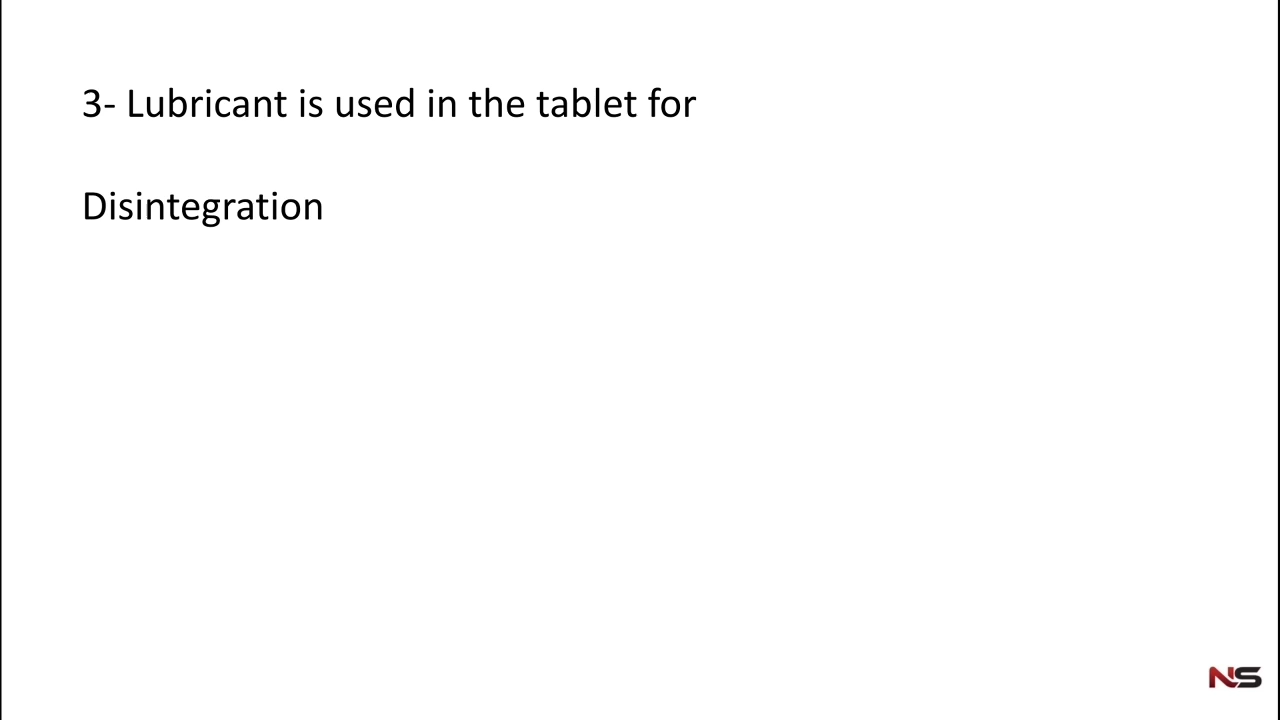 3- Lubricant is used in the tablet for
Disintegration
NS